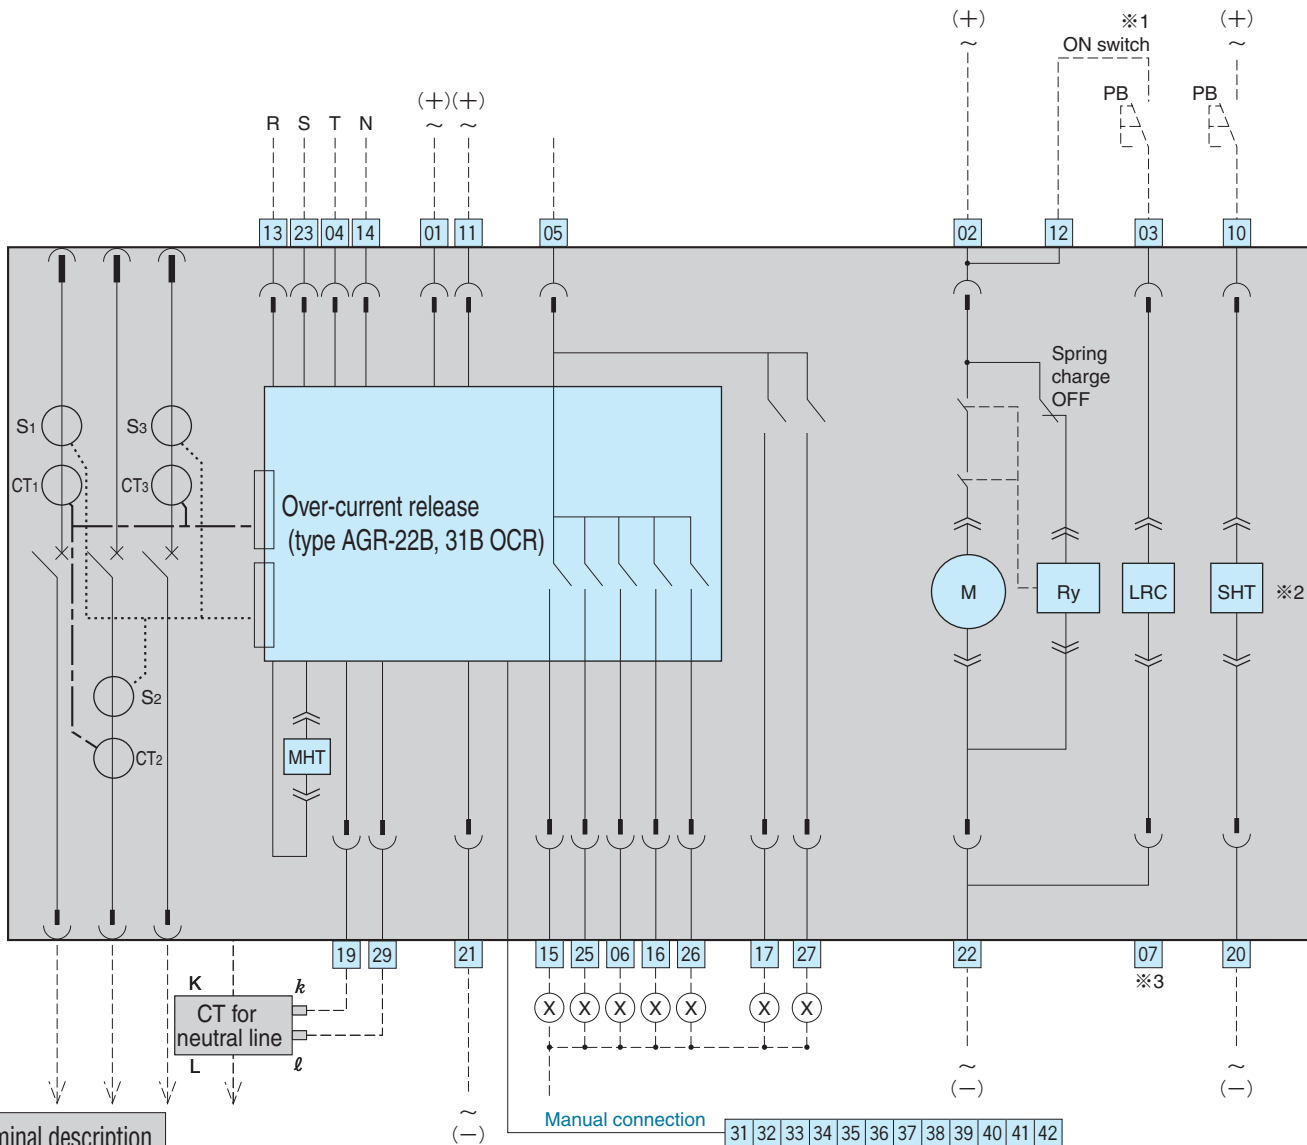 (+) ※1 (+)
~ ON switch ~
PB PB
(+) (+)
R S T N ~ ~
13 23 04 14 01 11 05 02 12 03 10
Spring
charge
OFF
S1 S3
CT1 CT3
Over-current release
(type AGR-22B, 31B OCR)
M Ry LRC SHT ※2
S2
CT2
MHT
19 29 21 15 25 06 16 26 17 27 22 07 20
※3
K k
CT for
neutral line
L ℓ
X X X X X X X
~ ~
(−) (−)
~
(−)
Manual connection
31 32 33 34 35 36 37 38 39 40 41 42
minal description